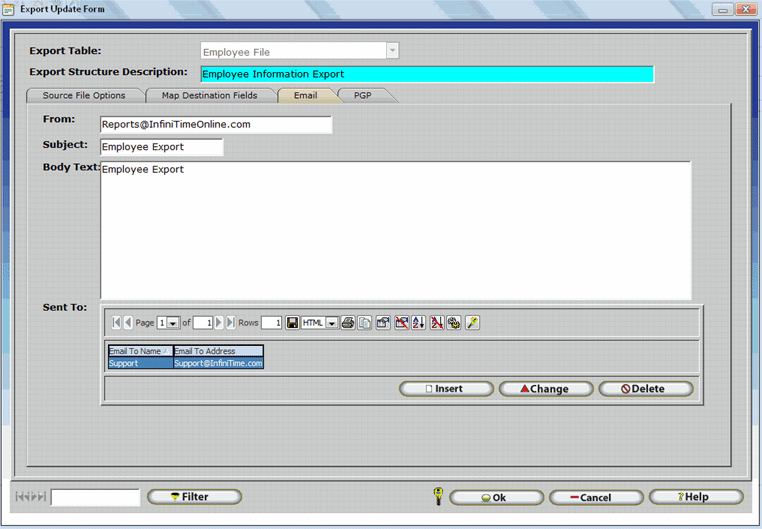 Export Update Form
Export Table: Employee File
Export Structure Description: Employee Information Export
Source File Options Map Destination Fields Email PGP
From: Reports@InfiniTimeOnline.com
Subject: Employee Export
Body Text: Employee Export
Sent To:
Page 1 of 1 Rows 1 HTML
Email To Name Email To Address
Support Support@InfiniTime.com
Insert Change Delete
Filter Ok Cancel Help